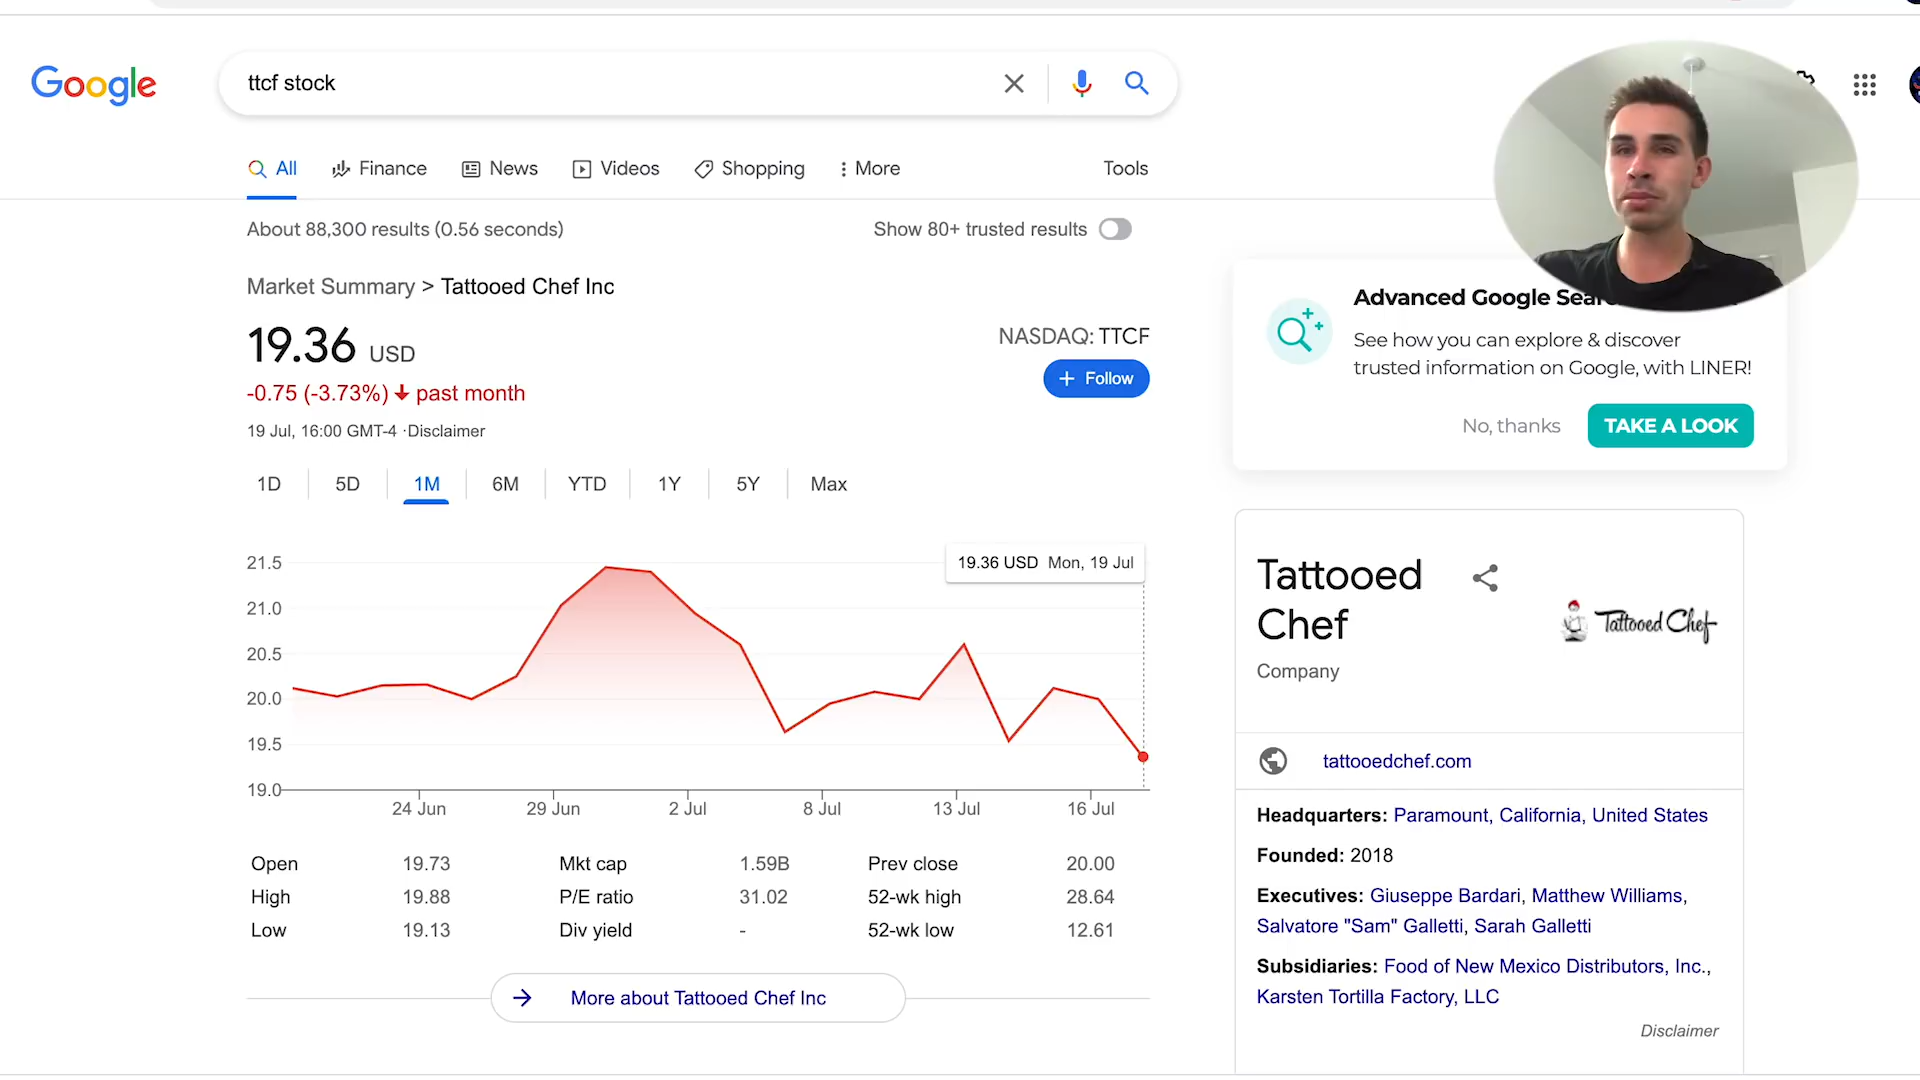 Google
ttcf stock
All Finance News Videos Shopping More Tools
About 88,300 results (0.56 seconds) Show 80+ trusted results
Market Summary > Tattooed Chef Inc
19.36 USD
NASDAQ: TTCF
-0.75 (-3.73%) past month
+ Follow
19 Jul, 16:00 GMT-4 · Disclaimer
1D 5D 1M 6M YTD 1Y 5Y Max
19.36 USD Mon, 19 Jul
21.5
21.0
20.5
20.0
19.5
19.0
24 Jun 29 Jun 2 Jul 8 Jul 13 Jul 16 Jul
Open 19.73 Mkt cap 1.59B Prev close 20.00
High 19.88 P/E ratio 31.02 52-wk high 28.64
Low 19.13 Div yield - 52-wk low 12.61
More about Tattooed Chef Inc
Advanced Google
See how you can explore & discover
trusted information on Google, with LINER!
No, thanks TAKE A LOOK
Tattooed
Chef
Tattooed Chef
Company
tattooedchef.com
Headquarters: Paramount, California, United States
Founded: 2018
Executives: Giuseppe Bardari, Matthew Williams,
Salvatore "Sam" Galletti, Sarah Galletti
Subsidiaries: Food of New Mexico Distributors, Inc.,
Karsten Tortilla Factory, LLC
Disclaimer